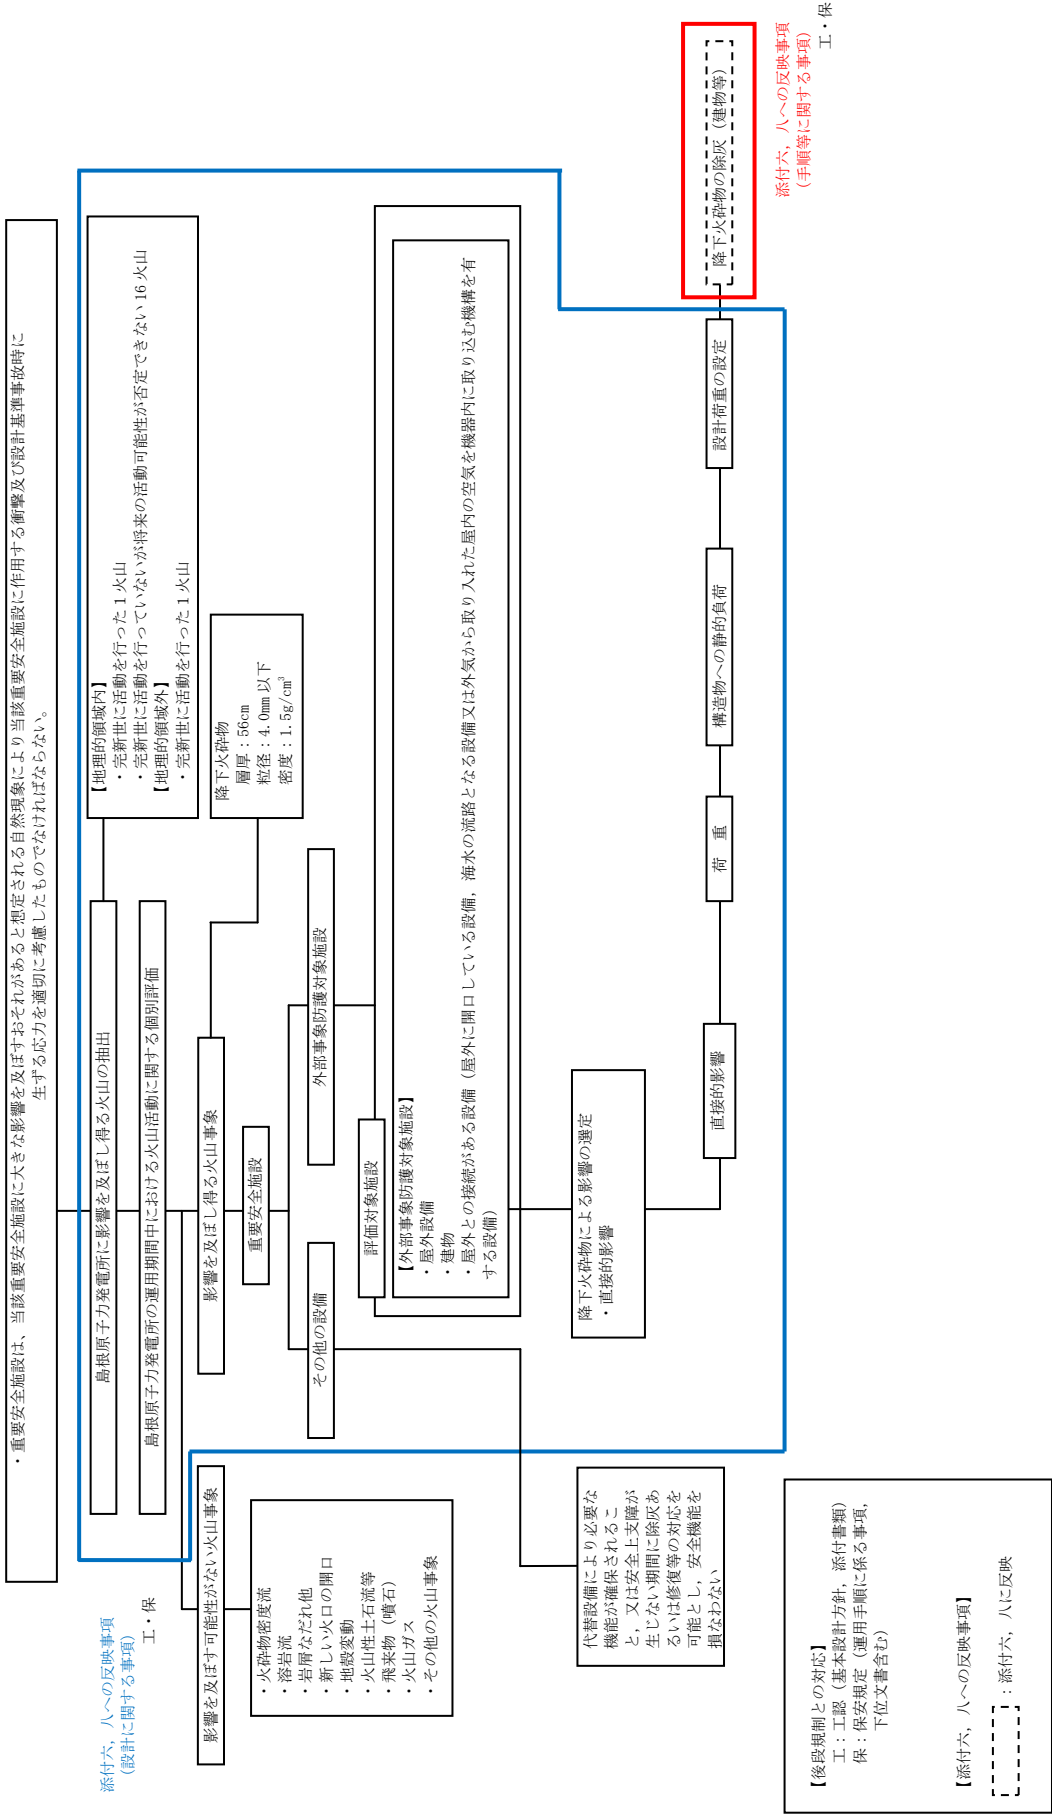 ・重要安全施設は、当該重要安全施設に大きな影響を及ぼすおそれがあると想定される自然現象により当該重要安全施設に作用する衝撃及び設計基準事故時に
生ずる応力を適切に考慮したものでなければならない。
添付六，八への反映事項
（設計に関する事項）
工・保
島根原子力発電所に影響を及ぼし得る火山の抽出
【地理的領域内】
・完新世に活動を行った１火山
・完新世に活動を行っていないが将来の活動可能性が否定できない 16 火山
【地理的領域外】
・完新世に活動を行った１火山
島根原子力発電所の運用期間中における火山活動に関する個別評価
影響を及ぼす可能性がない火山事象
・火砕物密度流
・溶岩流
・岩屑なだれ他
・新しい火口の開口
・地殻変動
・火山性土石流等
・飛来物（噴石）
・火山ガス
・その他の火山事象
影響を及ぼし得る火山事象
降下火砕物
層厚：56cm
粒径：4.0mm 以下
密度：1.5g/cm³
重要安全施設
その他の設備
外部事象防護対象施設
評価対象施設
【外部事象防護対象施設】
・屋外設備
・建物
・屋外との接続がある設備（屋外に開口している設備，海水の流路となる設備又は外気から取り入れた屋内の空気を機器内に取り込む機構を有
する設備）
代替設備により必要な
機能が確保されるこ
と，又は安全上支障が
生じない期間に除灰あ
るいは修復等の対応を
可能とし，安全機能を
損なわない
降下火砕物による影響の選定
・直接的影響
直接的影響
荷　重
構造物への静的負荷
設計荷重の設定
降下火砕物の除灰（建物等）
添付六，八への反映事項
（手順等に関する事項）
工・保
【後段規制との対応】
工：工認（基本設計方針，添付書類）
保：保安規定（運用手順に係る事項，
下位文書含む）
【添付六，八への反映事項】
：添付六，八に反映